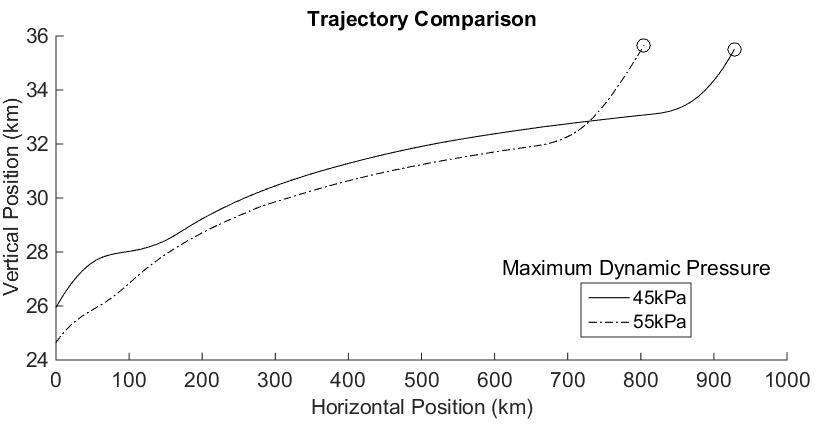 Trajectory Comparison
Vertical Position (km)
36
34
32
30
28
26
24
Maximum Dynamic Pressure
45kPa
55kPa
0 100 200 300 400 500 600 700 800 900 1000
Horizontal Position (km)